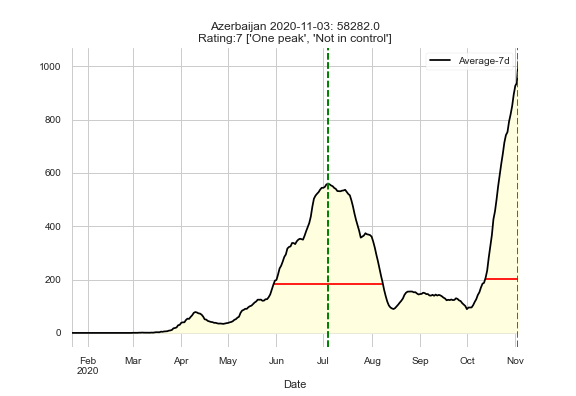 Azerbaijan 2020-11-03: 58282.0
Rating:7 ['One peak', 'Not in control']
Average-7d
1000
800
600
400
200
0
Feb Mar Apr May Jun Jul Aug Sep Oct Nov
2020
Date